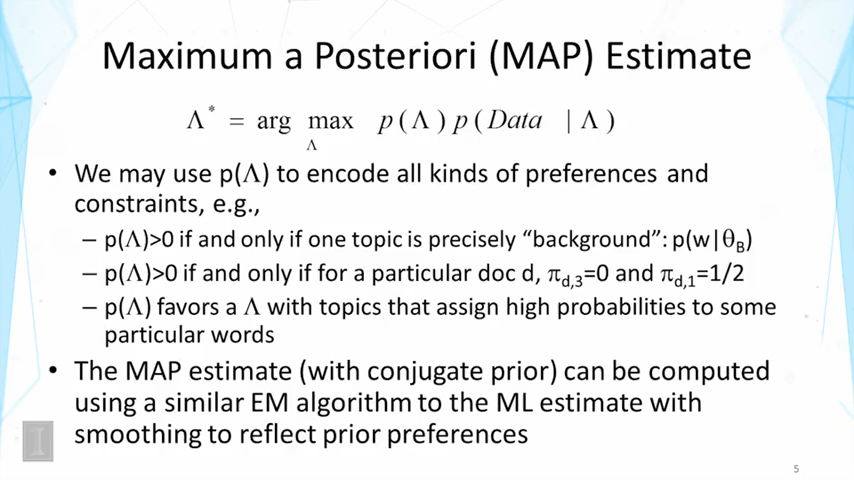 Maximum a Posteriori (MAP) Estimate
Λ* = arg max p(Λ) p(Data | Λ)
Λ
• We may use p(Λ) to encode all kinds of preferences and
constraints, e.g.,
– p(Λ)>0 if and only if one topic is precisely “background”: p(w|θB)
– p(Λ)>0 if and only if for a particular doc d, πd,3=0 and πd,1=1/2
– p(Λ) favors a Λ with topics that assign high probabilities to some
particular words
• The MAP estimate (with conjugate prior) can be computed
using a similar EM algorithm to the ML estimate with
smoothing to reflect prior preferences
I
5